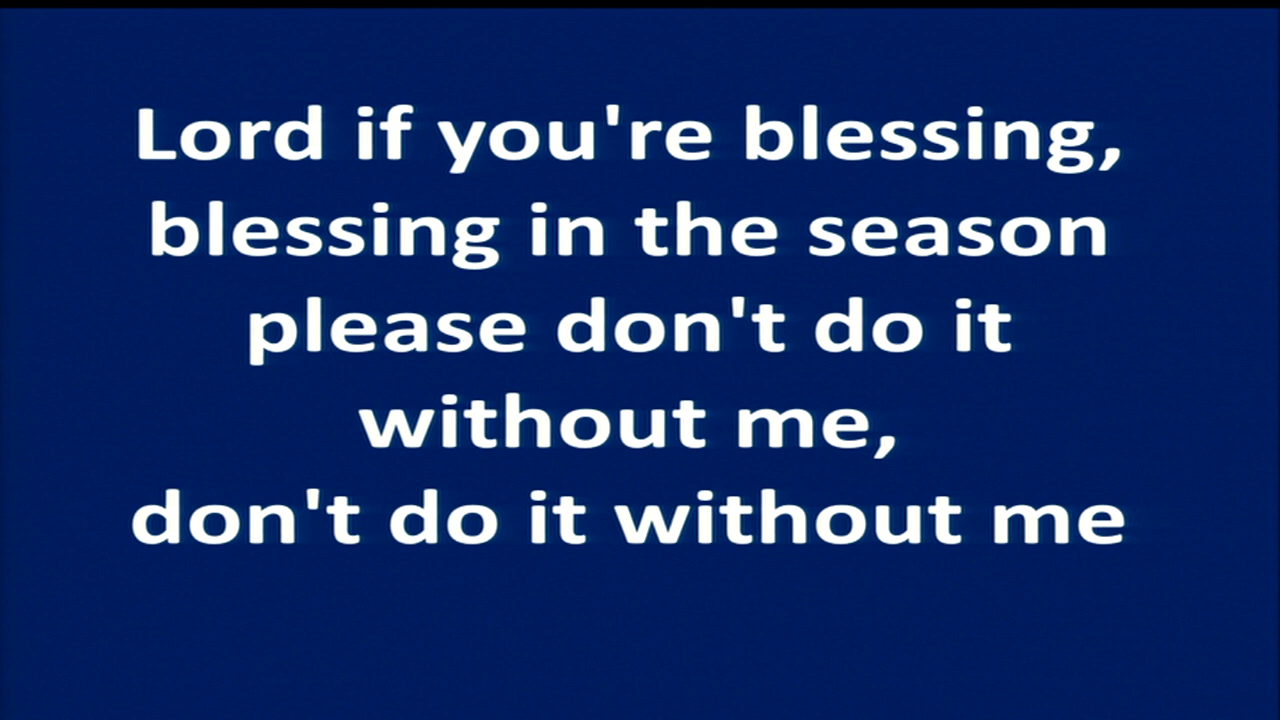 Lord if you're blessing,
blessing in the season
please don't do it
without me,
don't do it without me